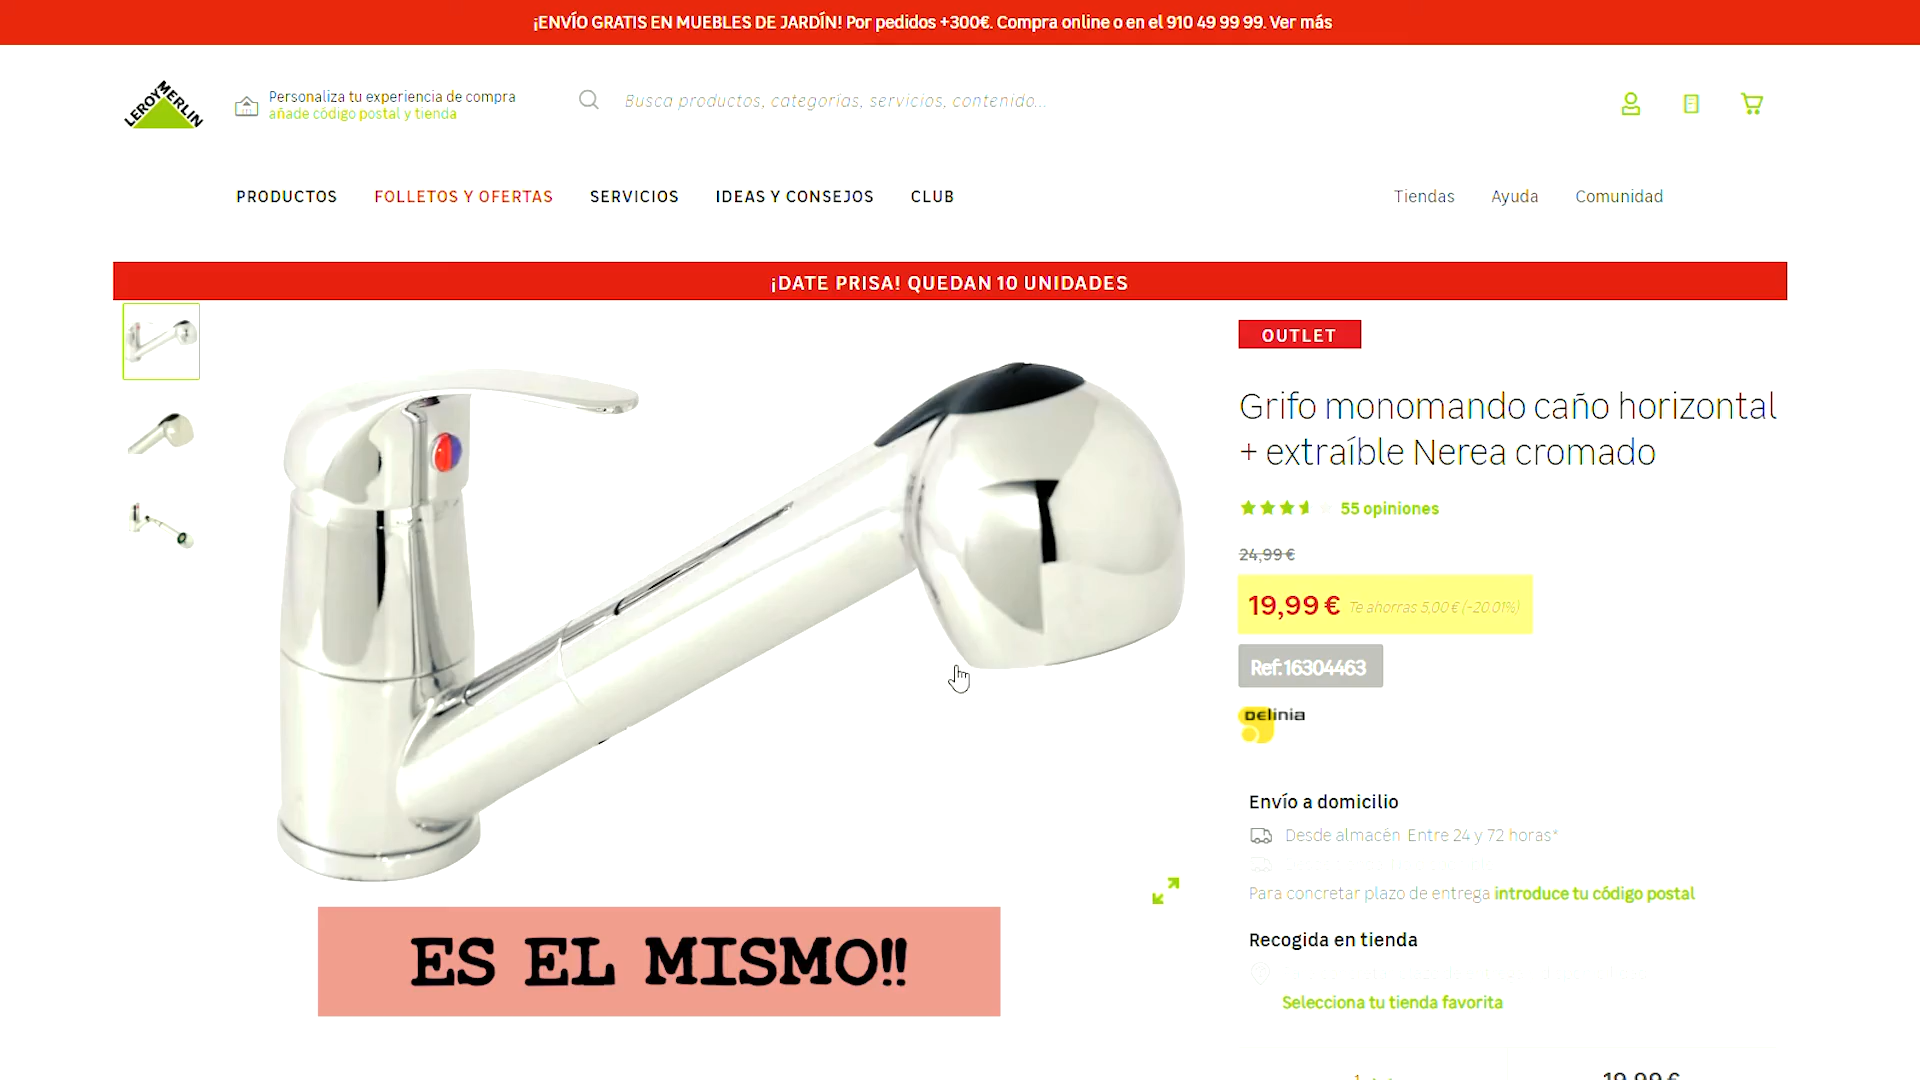 ¡ENVÍO GRATIS EN MUEBLES DE JARDÍN! Por pedidos +300€. Compra online o en el 910 49 99 99. Ver más
LEROY MERLIN
Personaliza tu experiencia de compra
añade código postal y tienda
Busca productos, categorías, servicios, contenido...
PRODUCTOS FOLLETOS Y OFERTAS SERVICIOS IDEAS Y CONSEJOS CLUB Tiendas Ayuda Comunidad
¡DATE PRISA! QUEDAN 10 UNIDADES
OUTLET
Grifo monomando caño horizontal
+ extraíble Nerea cromado
55 opiniones
24,99 €
19,99 € Te ahorras 5,00 € (-20.01%)
Ref:16304463
DELINIA
Envío a domicilio
Desde almacén Entre 24 y 72 horas*
Para concretar plazo de entrega introduce tu código postal
Recogida en tienda
Selecciona tu tienda favorita
ES EL MISMO!!
19,99 €